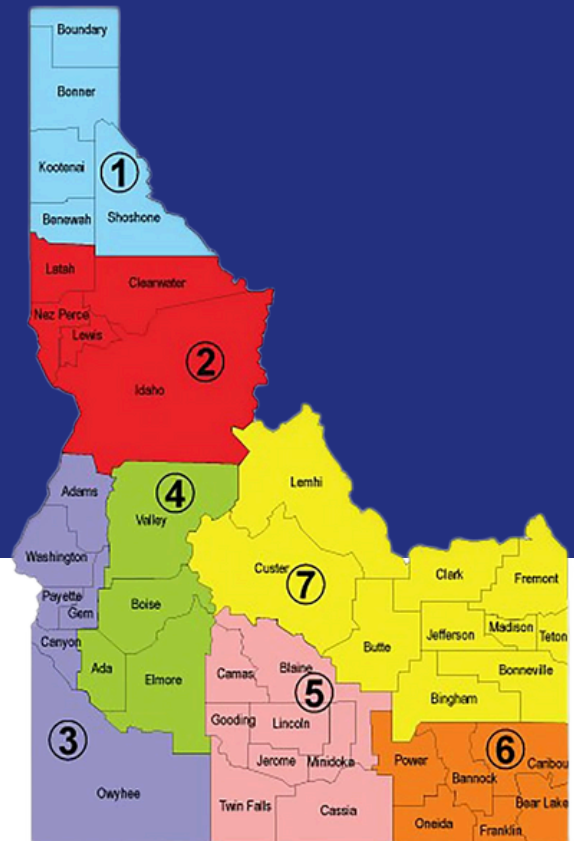 Boundary
Bonner
Kootenai
①
Benewah
Shoshone
Latah
Clearwater
Nez Perce
Lewis
②
Idaho
Adams
④
Valley
Lemhi
Washington
Custer
⑦
Clark
Fremont
Payette
Gem
Boise
Canyon
Jefferson
Madison
Teton
Butte
Ada
Elmore
Camas
Blaine
⑤
Bonneville
Bingham
Gooding
Lincoln
③
Jerome
Minidoka
Power
⑥
Caribou
Bannock
Owyhee
Twin Falls
Cassia
Bear Lake
Oneida
Franklin